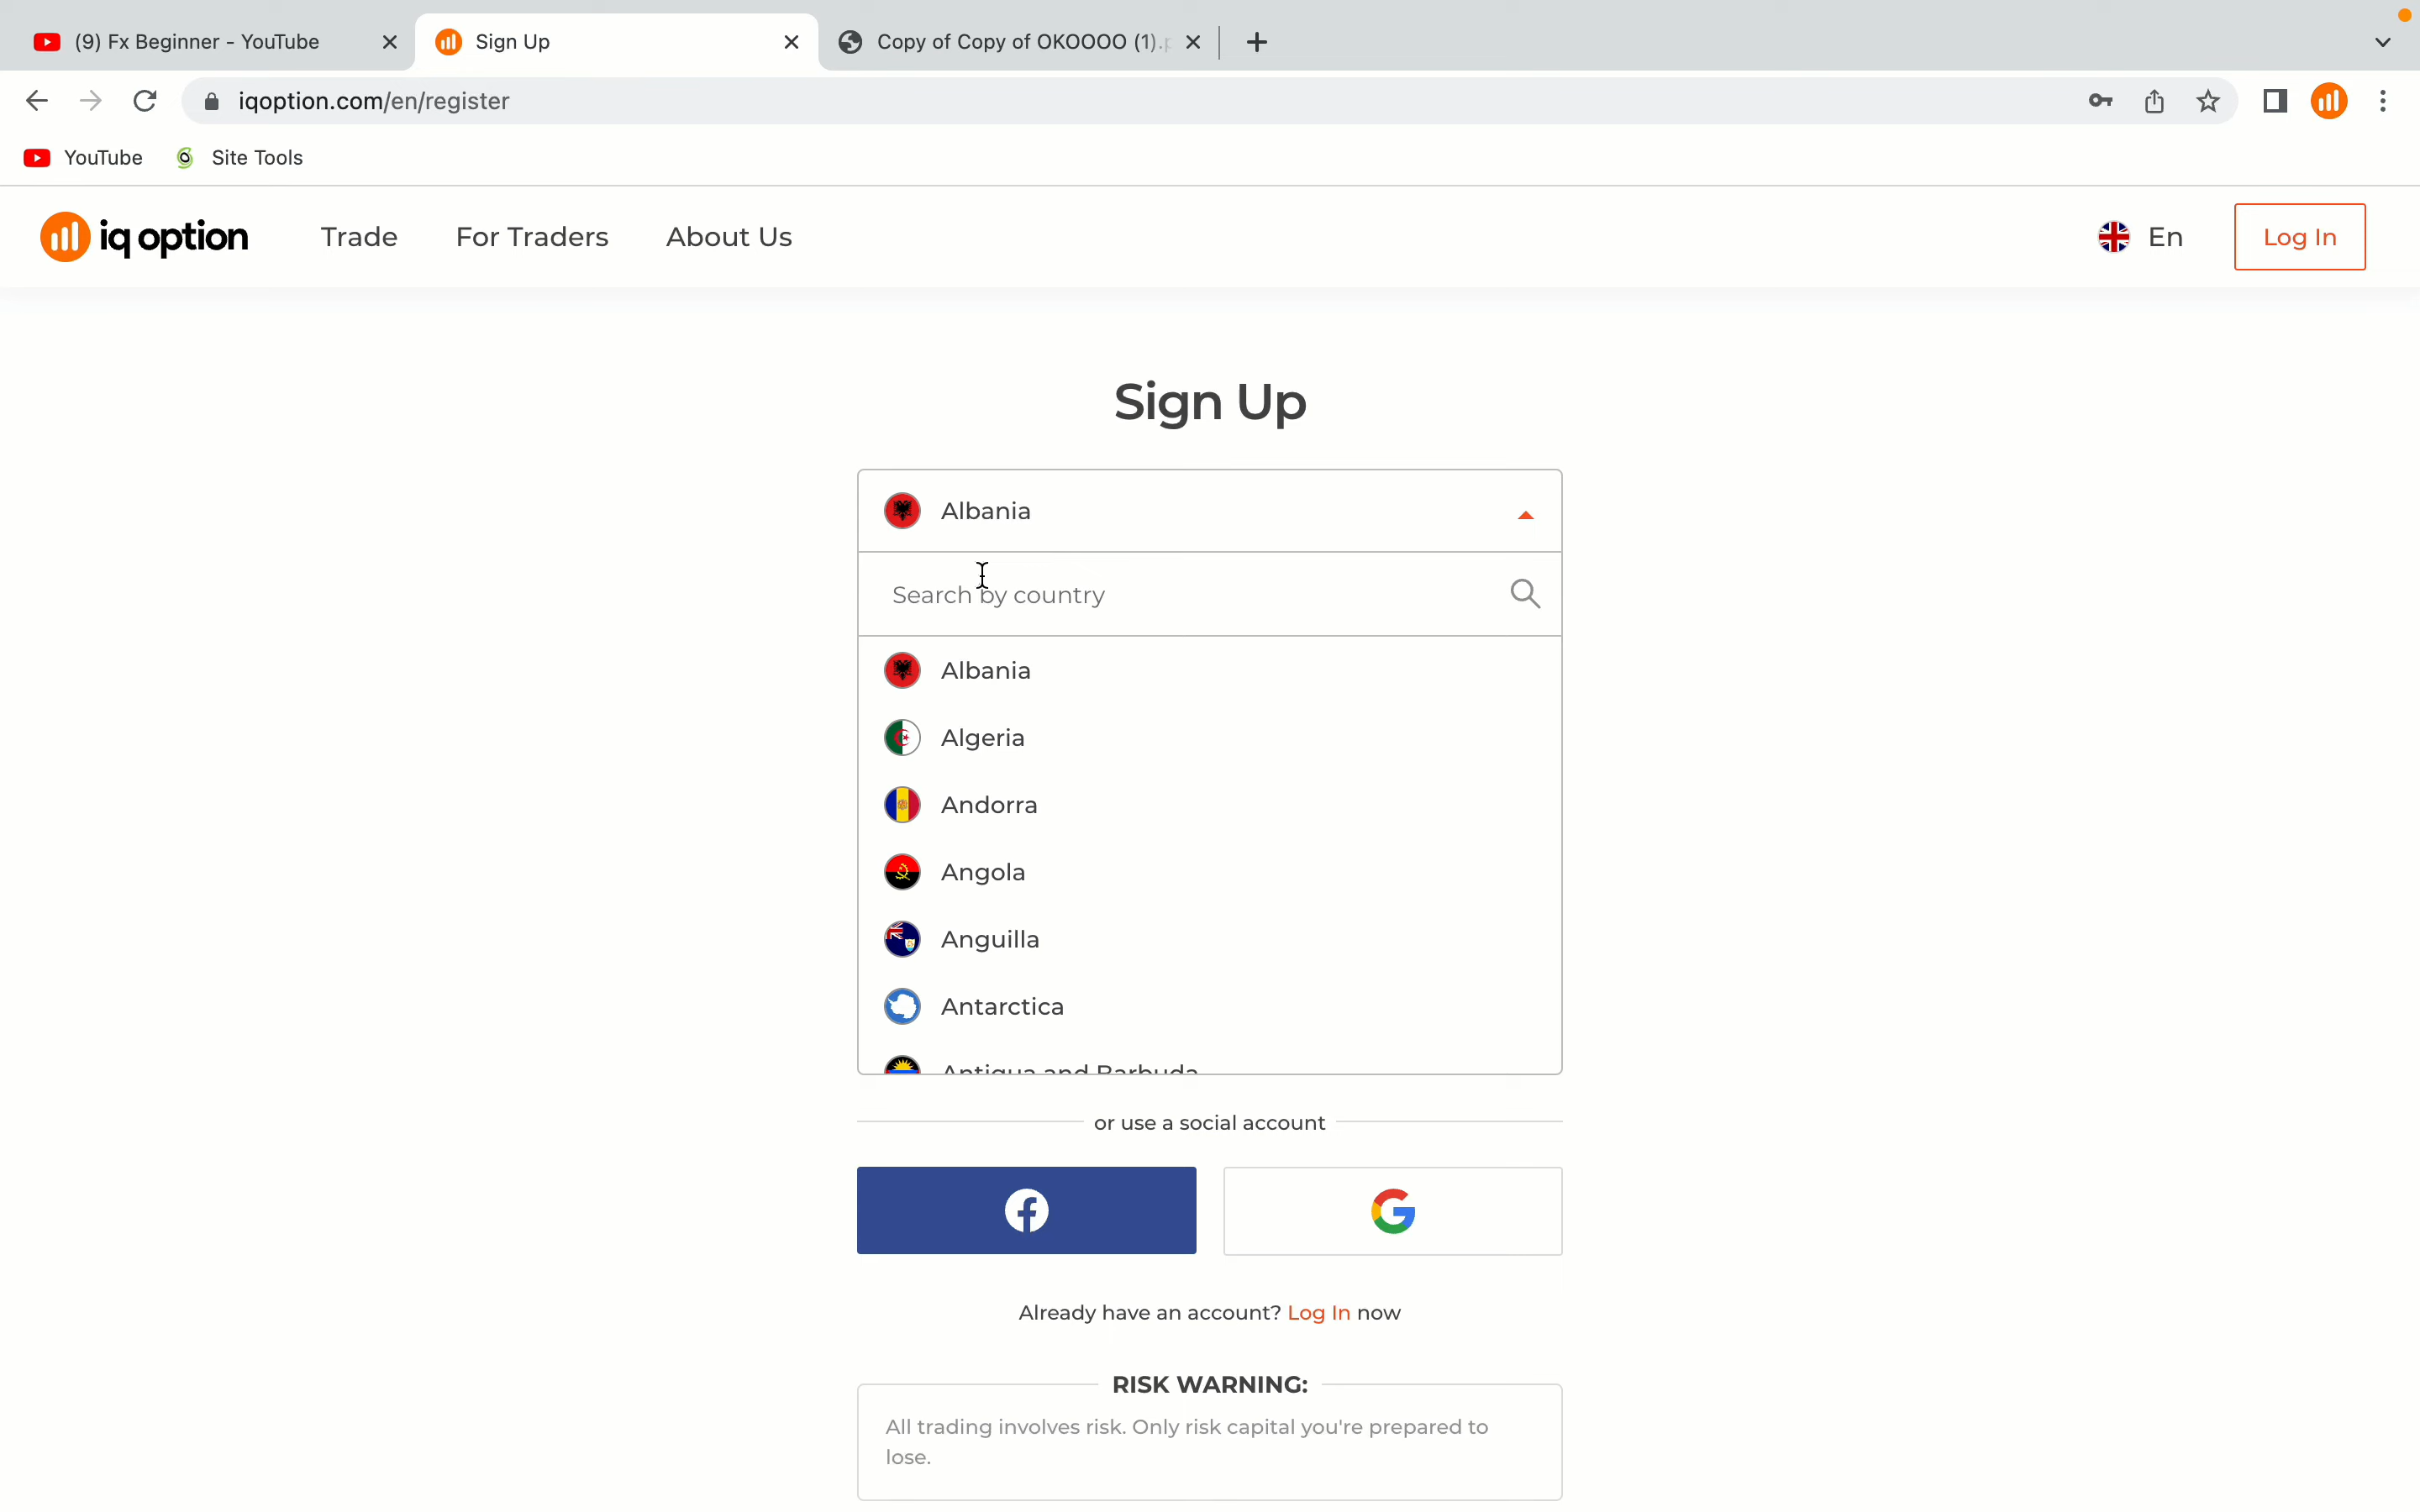 (9) Fx Beginner - YouTube
Sign Up
Copy of Copy of OKOOOO (1).p
iqoption.com/en/register
YouTube
Site Tools
iq option
Trade
For Traders
About Us
En
Log In
Sign Up
Albania
Search by country
Albania
Algeria
Andorra
Angola
Anguilla
Antarctica
Antigua and Barbuda
or use a social account
Already have an account? Log In now
RISK WARNING:
All trading involves risk. Only risk capital you're prepared to
lose.